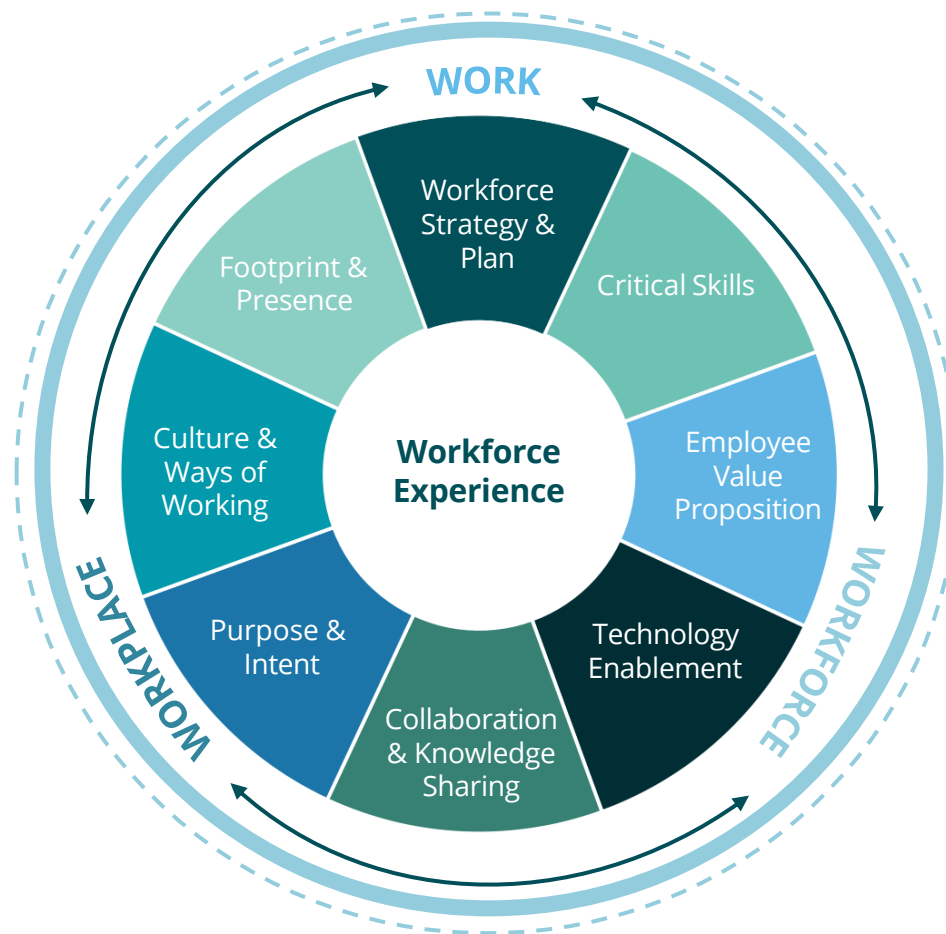 WORK
Workforce
Strategy &
Plan
Critical Skills
Employee
Value
Proposition
Technology
Enablement
Collaboration
& Knowledge
Sharing
Purpose &
Intent
Culture &
Ways of
Working
Footprint &
Presence
Workforce
Experience
WORKFORCE
WORKPLACE